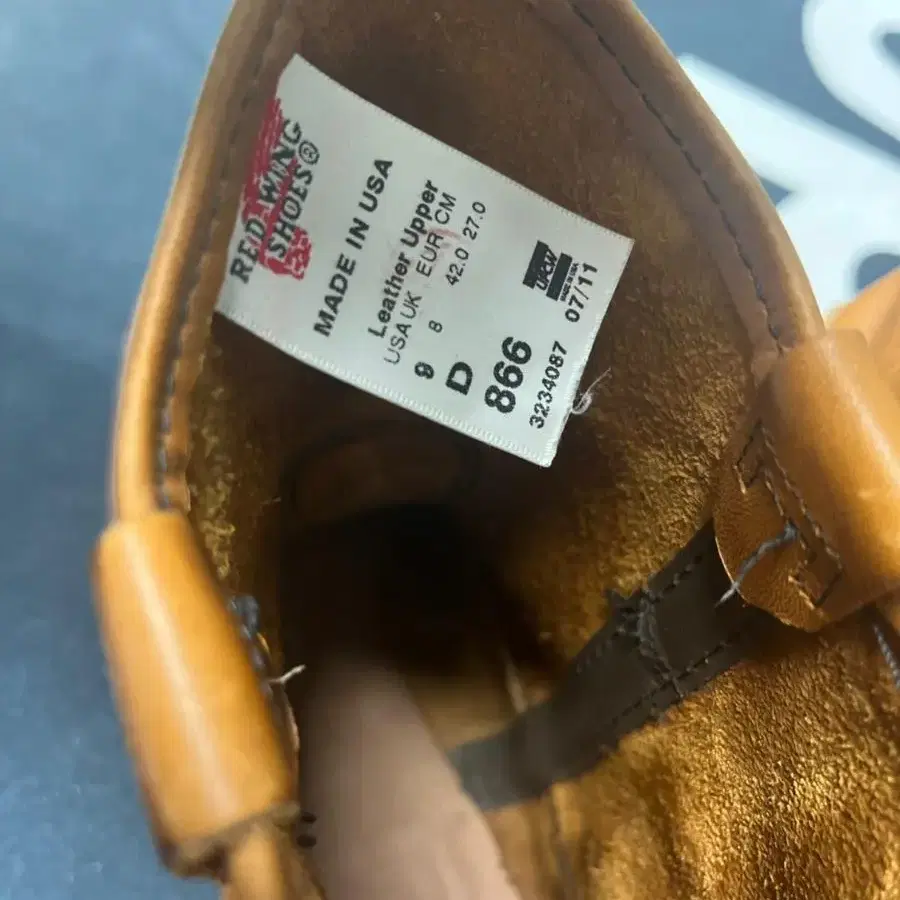 RED WING
SHOES®
MADE IN USA
Leather Upper
USA UK EUR CM
9 8 42.0 27.0
D
866
3234087 07/11
UFCW